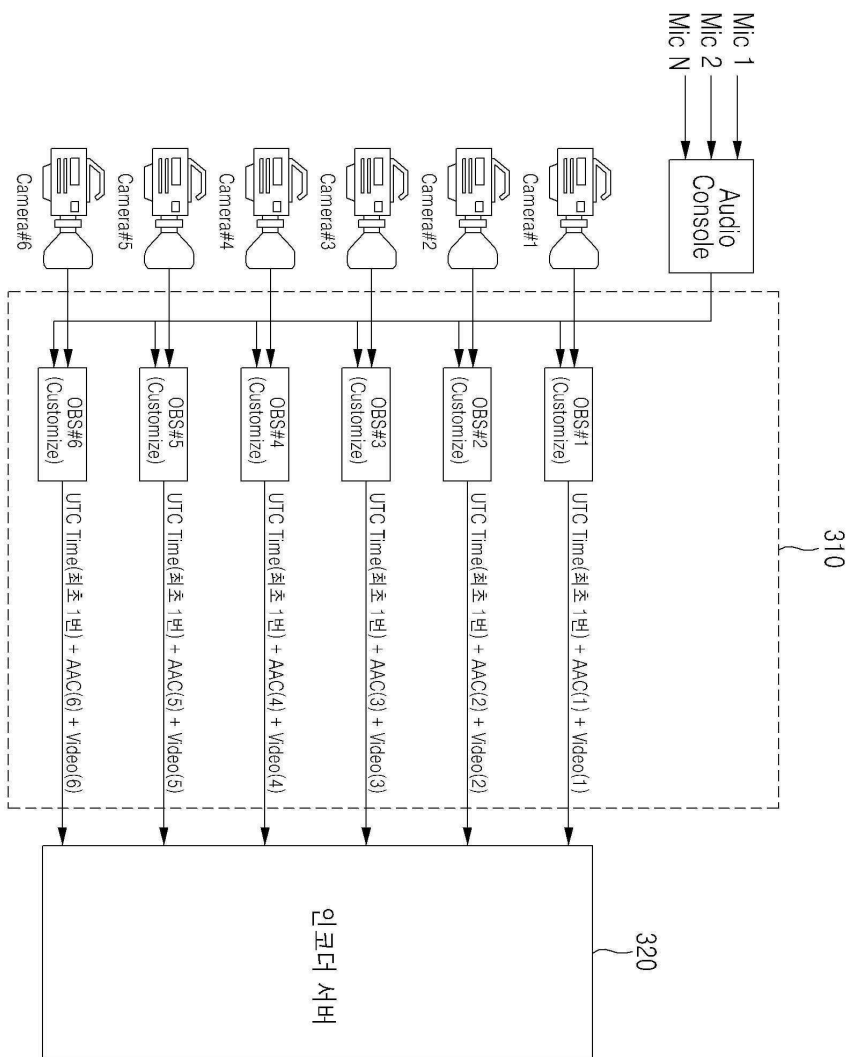 Mic 1
Mic 2
Mic N
Audio
Console
Camera#1
Camera#2
Camera#3
Camera#4
Camera#5
Camera#6
OBS#1
(Customize)
OBS#2
(Customize)
OBS#3
(Customize)
OBS#4
(Customize)
OBS#5
(Customize)
OBS#6
(Customize)
UTC Time(최초 1번) + AAC(1) + Video(1)
UTC Time(최초 1번) + AAC(2) + Video(2)
UTC Time(최초 1번) + AAC(3) + Video(3)
UTC Time(최초 1번) + AAC(4) + Video(4)
UTC Time(최초 1번) + AAC(5) + Video(5)
UTC Time(최초 1번) + AAC(6) + Video(6)
310
인코더 서버
320